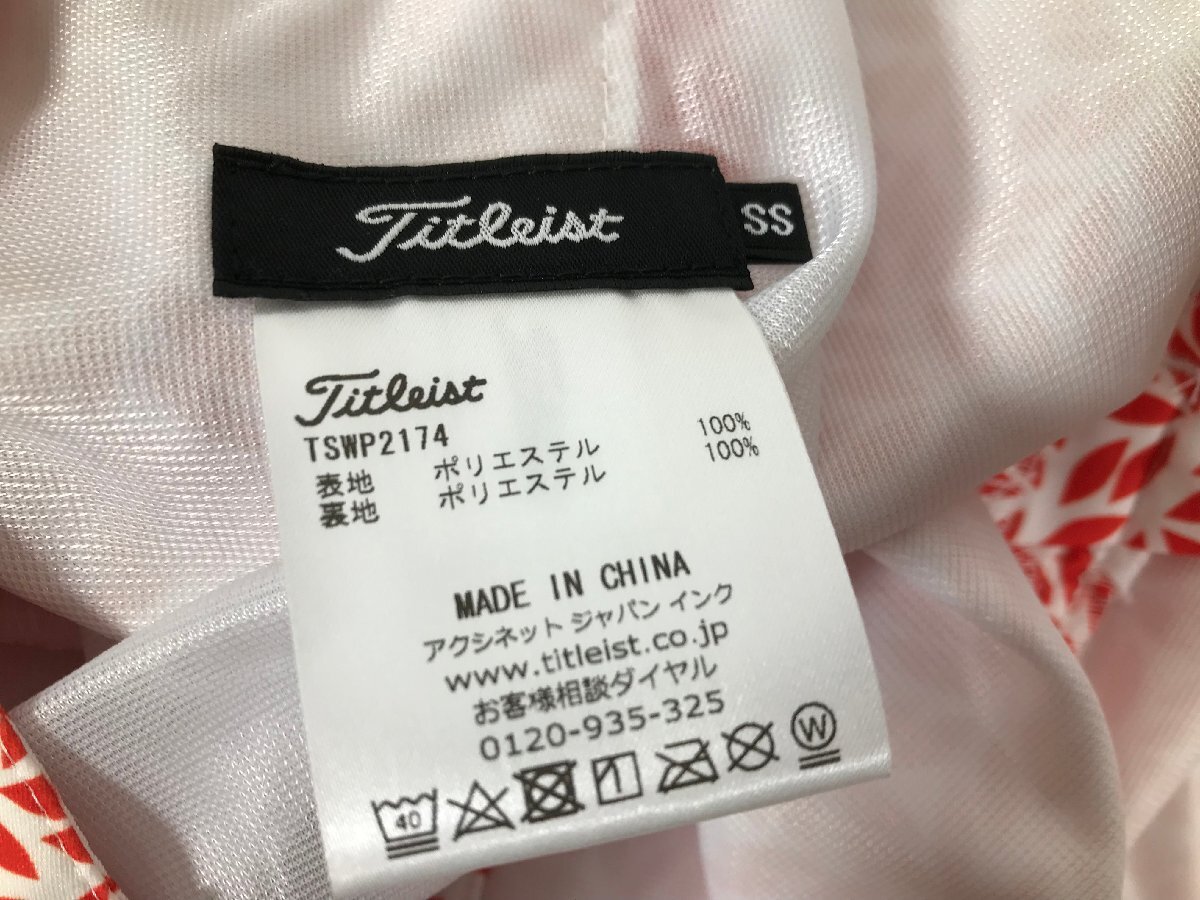 Titleist
SS
Titleist
TSWP2174
表地 ポリエステル 100%
裏地 ポリエステル 100%
MADE IN CHINA
アクシネット ジャパン インク
www.titleist.co.jp
お客様相談ダイヤル
0120-935-325
40
W